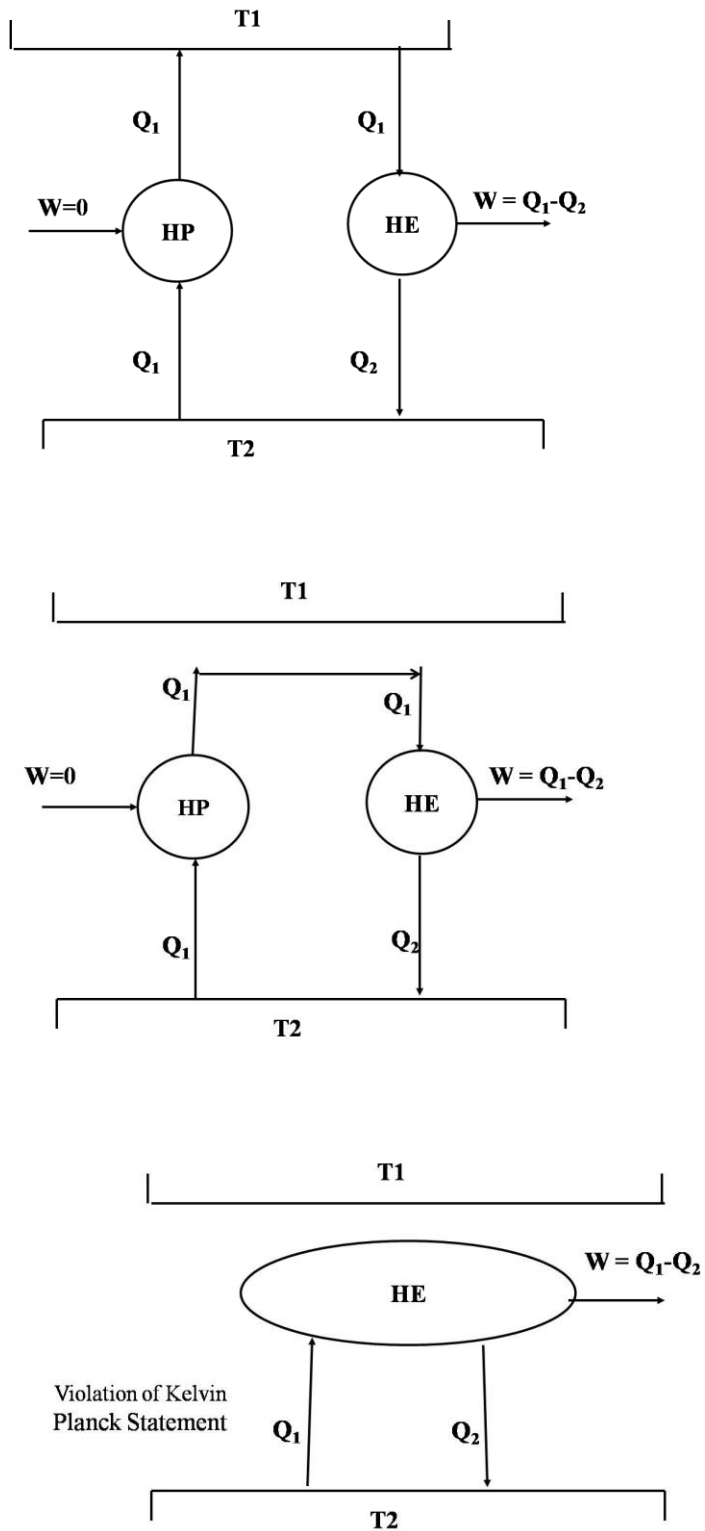 T1
Q₁ Q₁
W=0 HP HE W = Q₁-Q₂
Q₁ Q₂
T2
T1
Q₁ Q₁
W=0 HP HE W = Q₁-Q₂
Q₁ Q₂
T2
T1
HE W = Q₁-Q₂
Violation of Kelvin
Planck Statement
Q₁ Q₂
T2